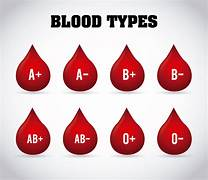 BLOOD TYPES
A+ A- B+ B-
AB+ AB- O+ O-